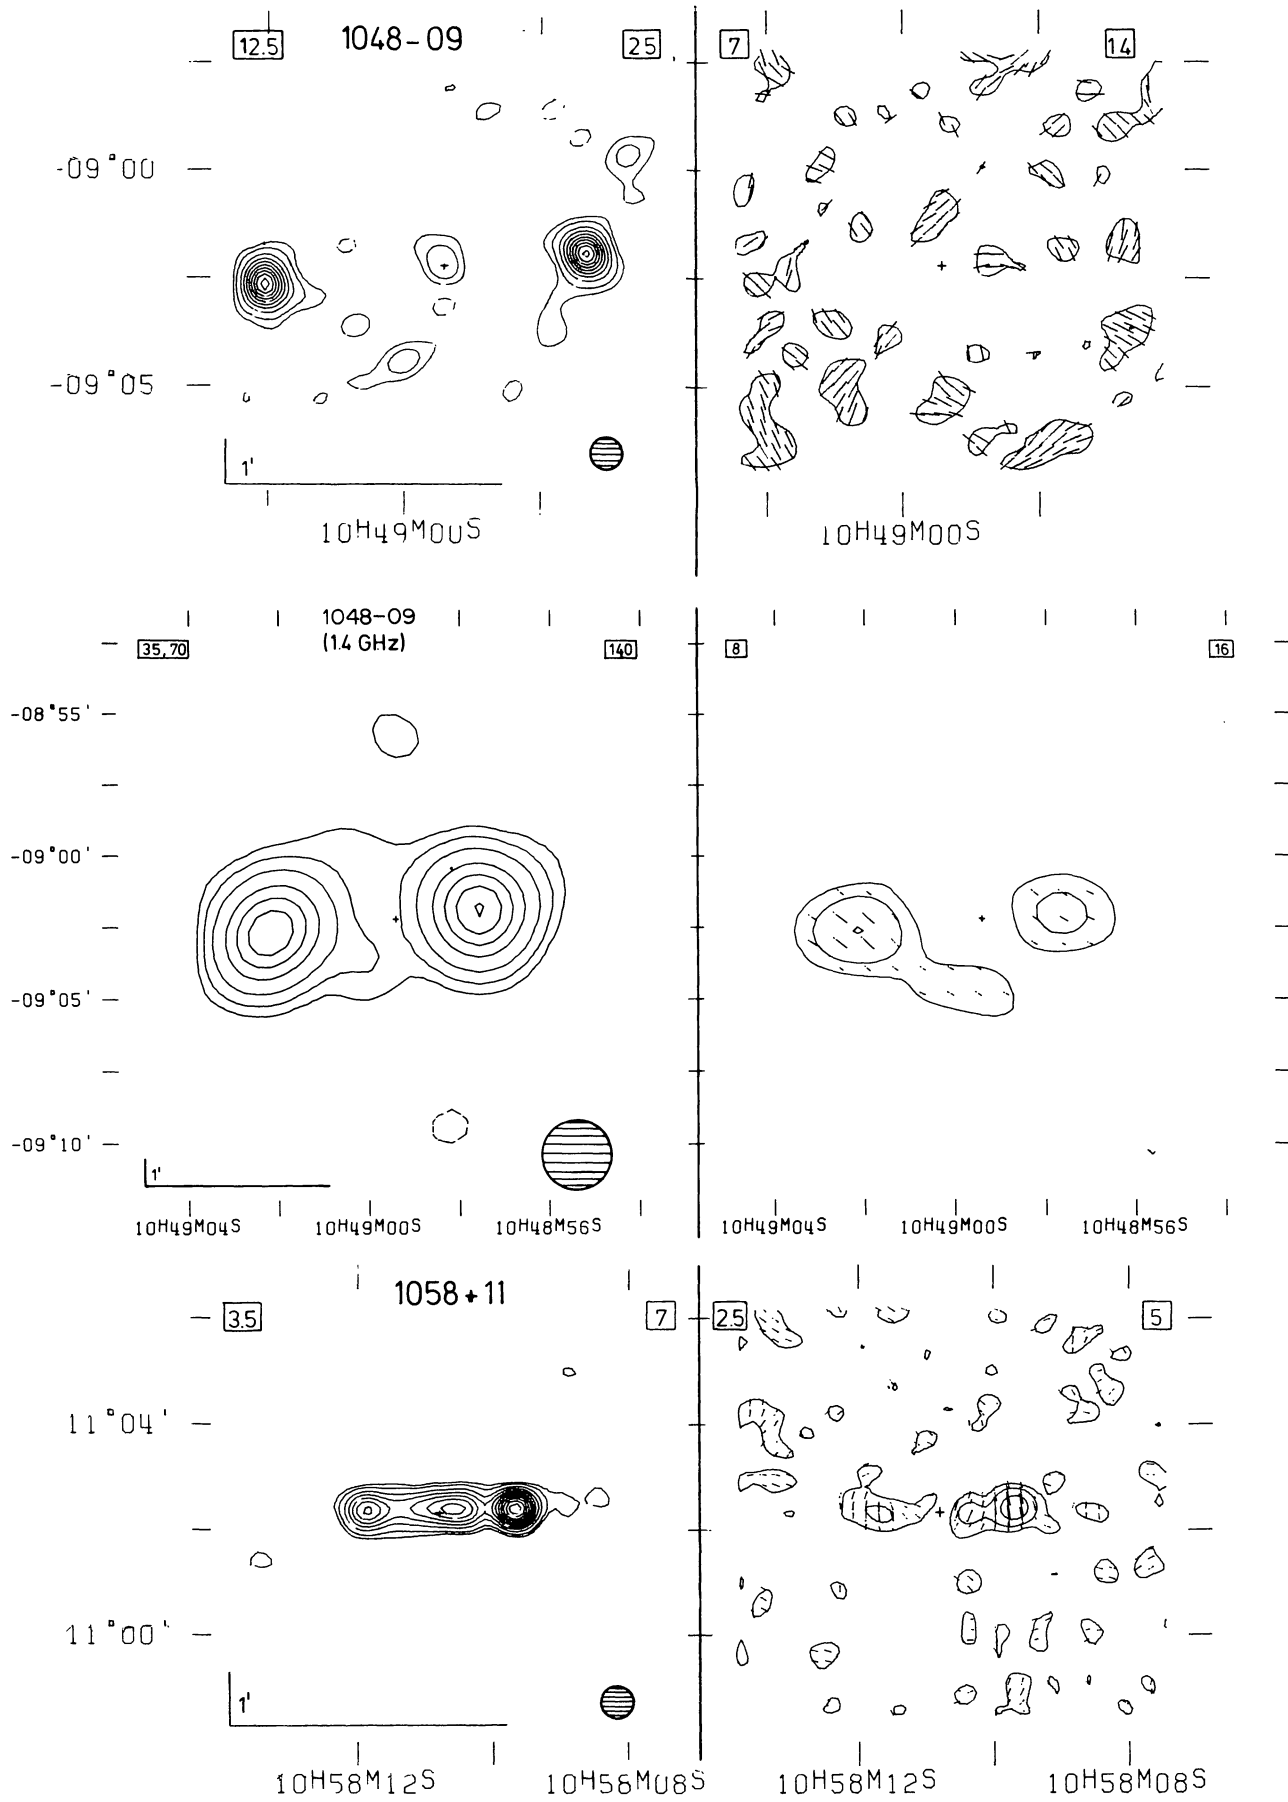 12.5 1048-09 25 7 14
-09°00
-09°05
1'
10H49M00S 10H49M00S
1048-09
(1.4 GHz)
35,70 140 8 16
-08°55'
-09°00'
-09°05'
-09°10'
1'
10H49M04S 10H49M00S 10H48M56S 10H49M04S 10H49M00S 10H48M56S
1058+11
3.5 7 2.5 5
11°04'
11°00'
1'
10H58M12S 10H58M08S 10H58M12S 10H58M08S